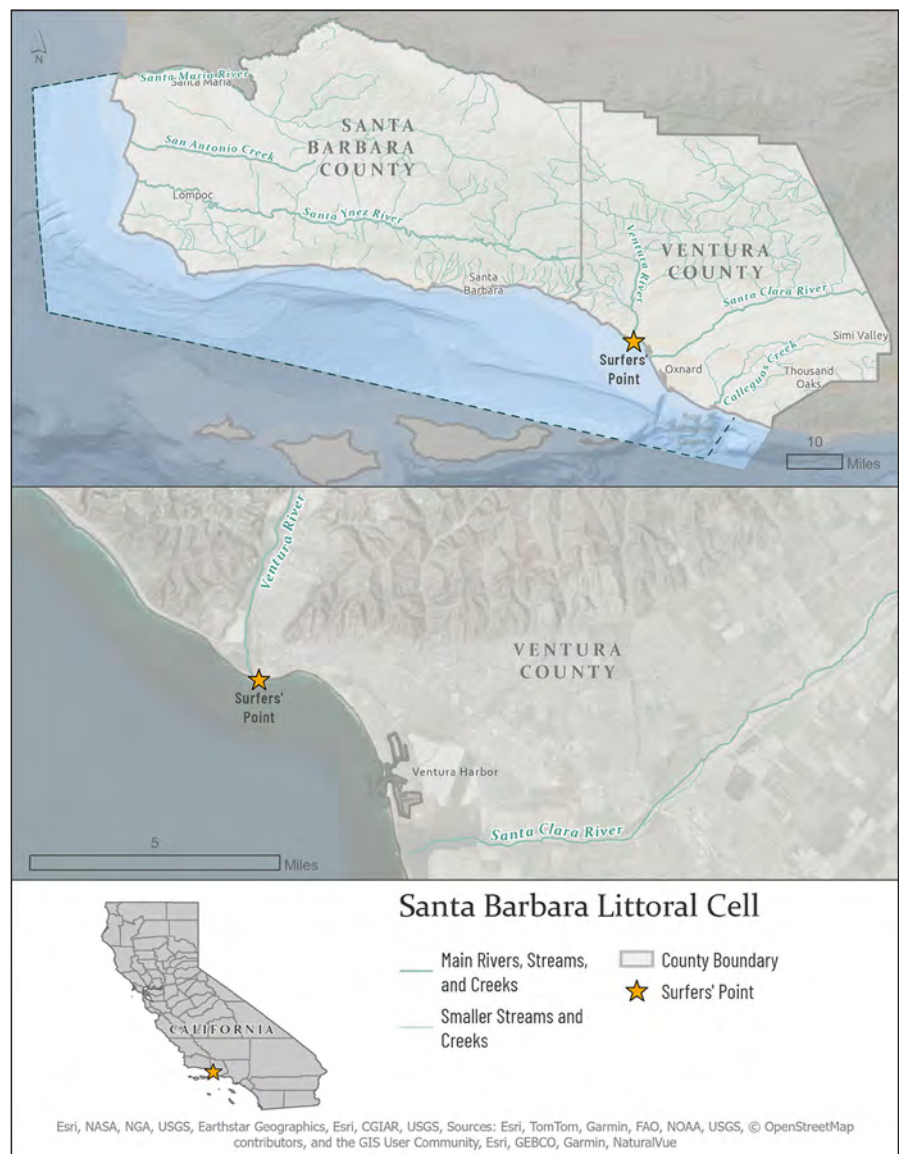 N
Santa Maria River
Santa Maria
SANTA
BARBARA
COUNTY
San Antonio Creek
Lompoc
Santa Ynez River
Santa
Barbara
Ventura River
VENTURA
COUNTY
Santa Clara River
Simi Valley
Surfers'
Point
Oxnard
Calleguas Creek
Thousand
Oaks
10
Miles
Ventura River
VENTURA
COUNTY
Surfers'
Point
Ventura Harbor
Santa Clara River
5
Miles
Santa Barbara Littoral Cell
Main Rivers, Streams,
and Creeks
Smaller Streams and
Creeks
County Boundary
Surfers' Point
CALIFORNIA
Esri, NASA, NGA, USGS, Earthstar Geographics, Esri, CGIAR, USGS, Sources: Esri, TomTom, Garmin, FAO, NOAA, USGS, © OpenStreetMap
contributors, and the GIS User Community, Esri, GEBCO, Garmin, NaturalVue